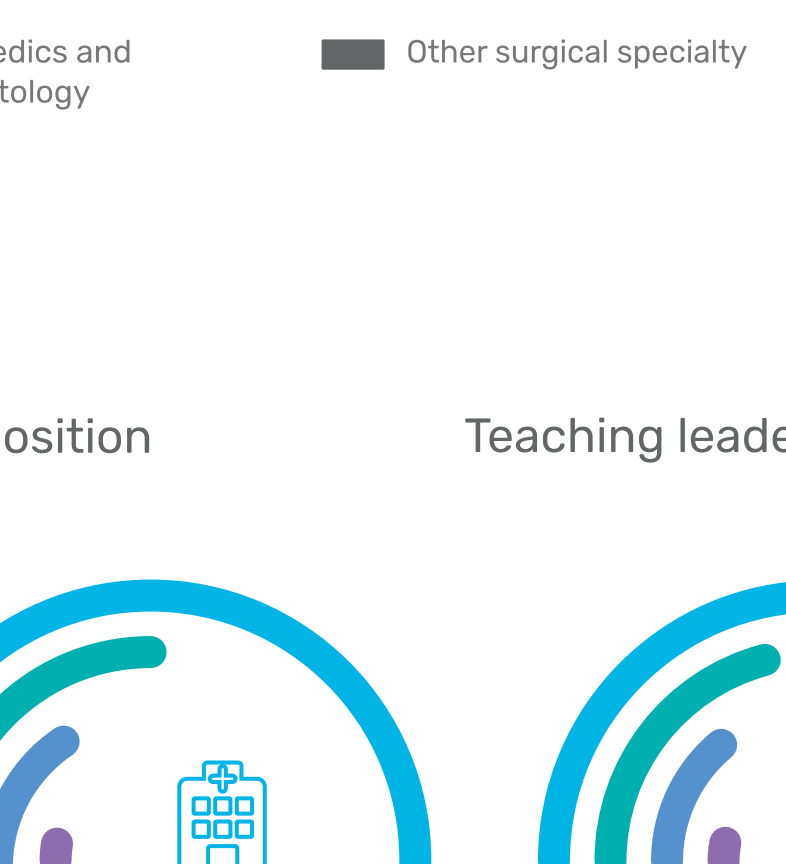 edics and
tology
Other surgical specialty
osition
Teaching leade